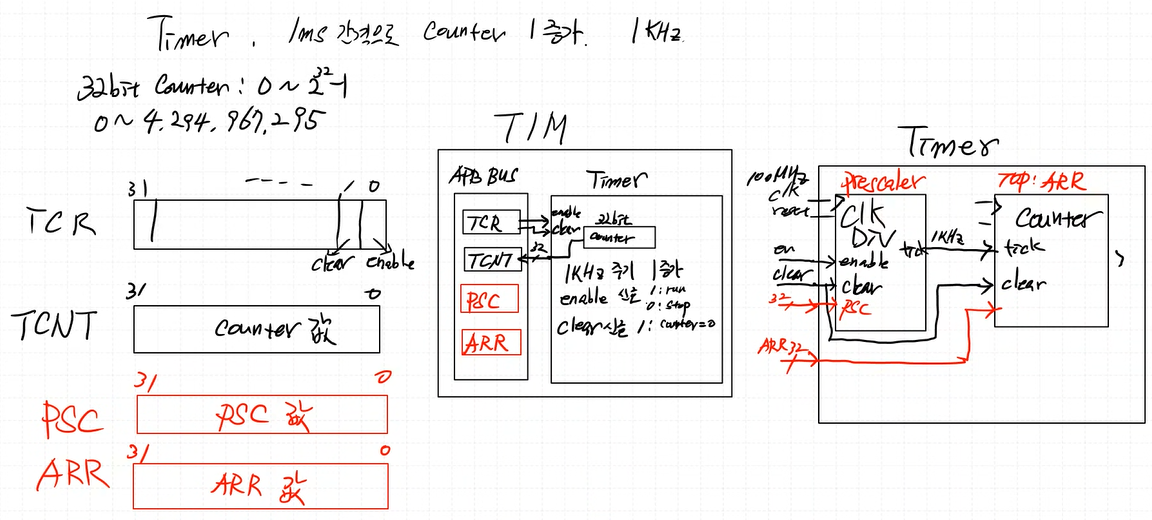 Timer. 1ms 간격으로 Counter 1증가. 1KHz.
32bit Counter: 0 ~ 2^32-1
0 ~ 4,294,967,295
31 ---- 1 0
TCR
clear enable
31 0
TCNT
Counter 값
31 0
PSC
PSC 값
31 0
ARR
ARR 값
TIM
APB BUS
TCR
TCNT
PSC
ARR
Timer
enable
clear
32
32bit
Counter
1KHz 주기 1증가
enable 신호 1: run
0: stop
clear 신호 1: counter=0
Timer
100MHz
clk
reset
en
clear
32
ARR 32
prescaler
CLK
DIV
tick
enable
clear
PSC
1KHz
TOP: ARR
Counter
tick
clear